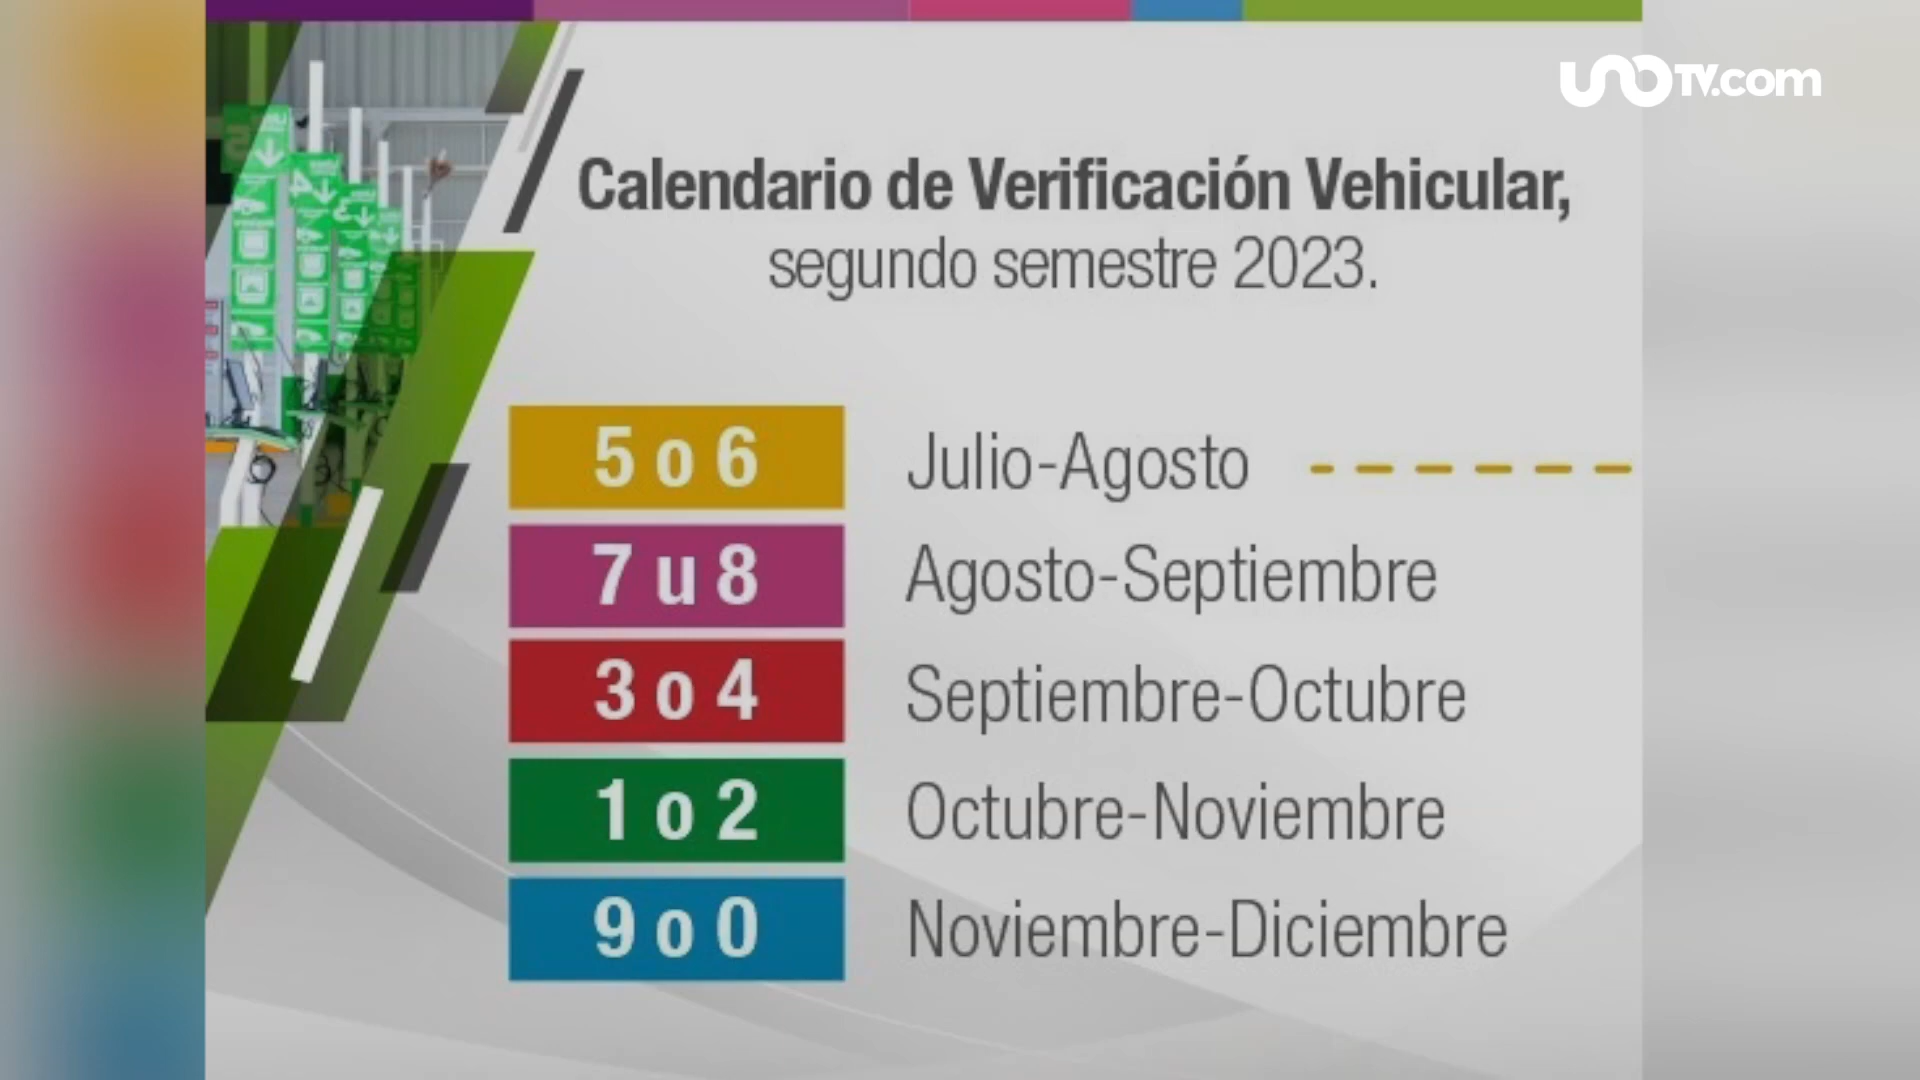 UNOTV.com
Calendario de Verificación Vehicular,
segundo semestre 2023.
5 o 6 Julio-Agosto
7 u 8 Agosto-Septiembre
3 o 4 Septiembre-Octubre
1 o 2 Octubre-Noviembre
9 o 0 Noviembre-Diciembre